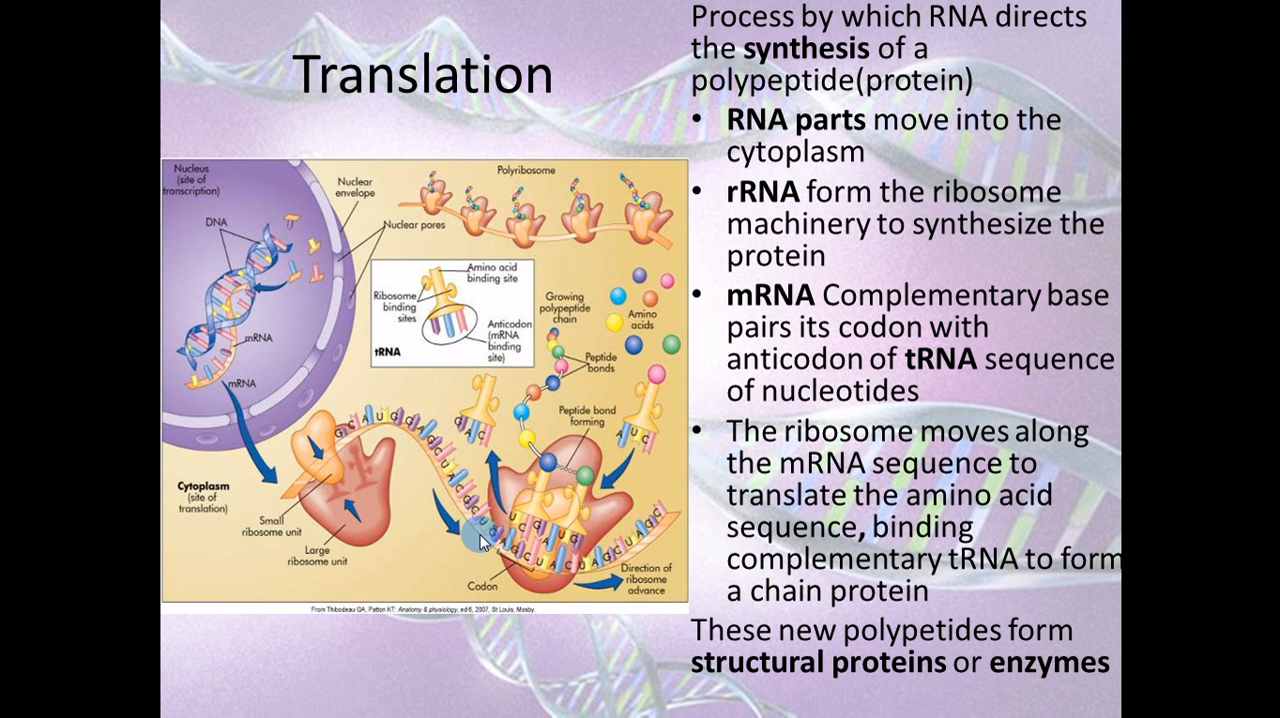 Translation
Process by which RNA directs
the synthesis of a
polypeptide(protein)
• RNA parts move into the
cytoplasm
• rRNA form the ribosome
machinery to synthesize the
protein
• mRNA Complementary base
pairs its codon with
anticodon of tRNA sequence
of nucleotides
• The ribosome moves along
the mRNA sequence to
translate the amino acid
sequence, binding
complementary tRNA to form
a chain protein
These new polypetides form
structural proteins or enzymes
Nucleus
(site of
transcription)
DNA
mRNA
mRNA
Nuclear
envelope
Nuclear pores
Polyribosome
Amino acid
binding site
Ribosome
binding
sites
Anticodon
(mRNA
binding
site)
tRNA
Growing
polypeptide
chain
Amino
acids
Peptide
bonds
Peptide bond
forming
Cytoplasm
(site of
translation)
Small
ribosome unit
Large
ribosome unit
Codon
Direction of
ribosome
advance
GAC
AUC
From Thibodeau GA, Patton KT: Anatomy & physiology, ed 6, 2007, St Louis, Mosby.